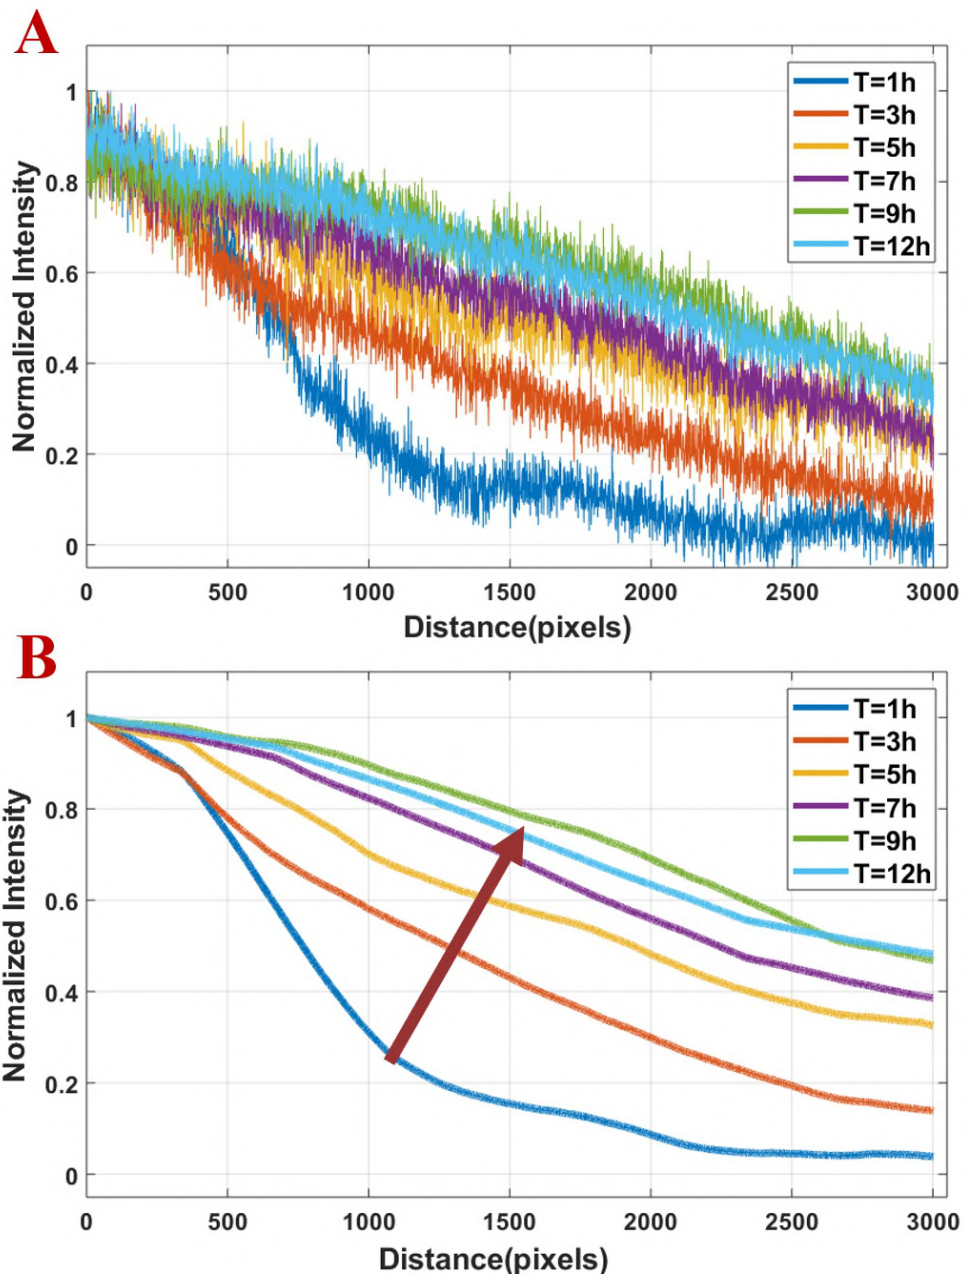 A
Normalized Intensity
1
0.8
0.6
0.4
0.2
0
T=1h
T=3h
T=5h
T=7h
T=9h
T=12h
0 500 1000 1500 2000 2500 3000
Distance(pixels)
B
Normalized Intensity
1
0.8
0.6
0.4
0.2
0
T=1h
T=3h
T=5h
T=7h
T=9h
T=12h
0 500 1000 1500 2000 2500 3000
Distance(pixels)